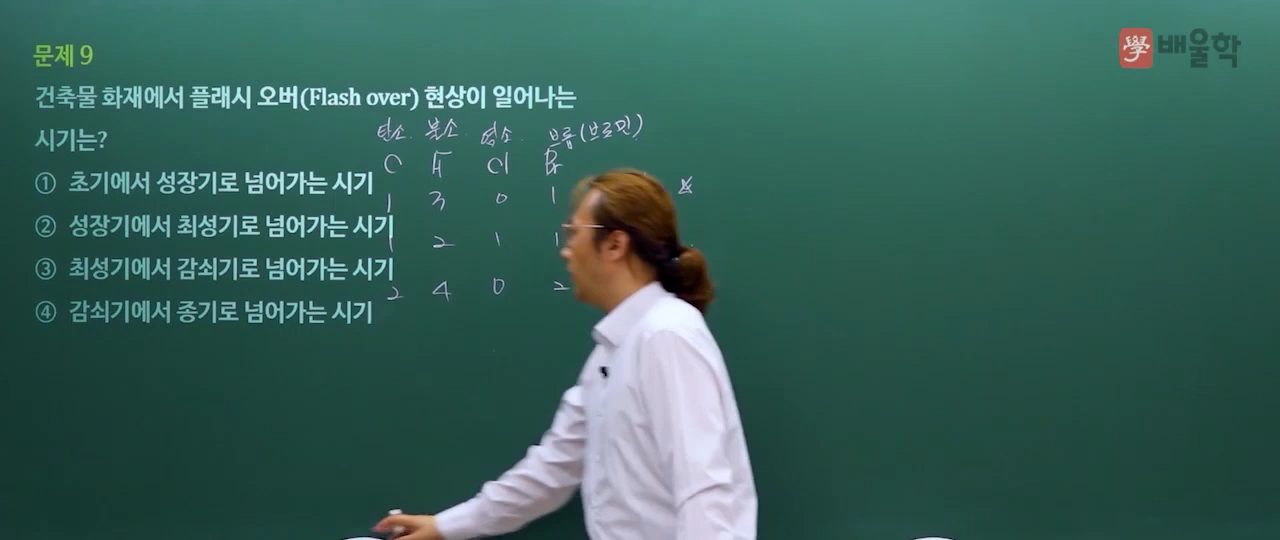 學 배울학
문제 9
건축물 화재에서 플래시 오버(Flash over) 현상이 일어나는
시기는?
① 초기에서 성장기로 넘어가는 시기
② 성장기에서 최성기로 넘어가는 시기
③ 최성기에서 감쇠기로 넘어가는 시기
④ 감쇠기에서 종기로 넘어가는 시기
탄소 불소 염소 브롬(브로민)
C F Cl Br
1 3 0 1
1 2 1 1
2 4 0 2